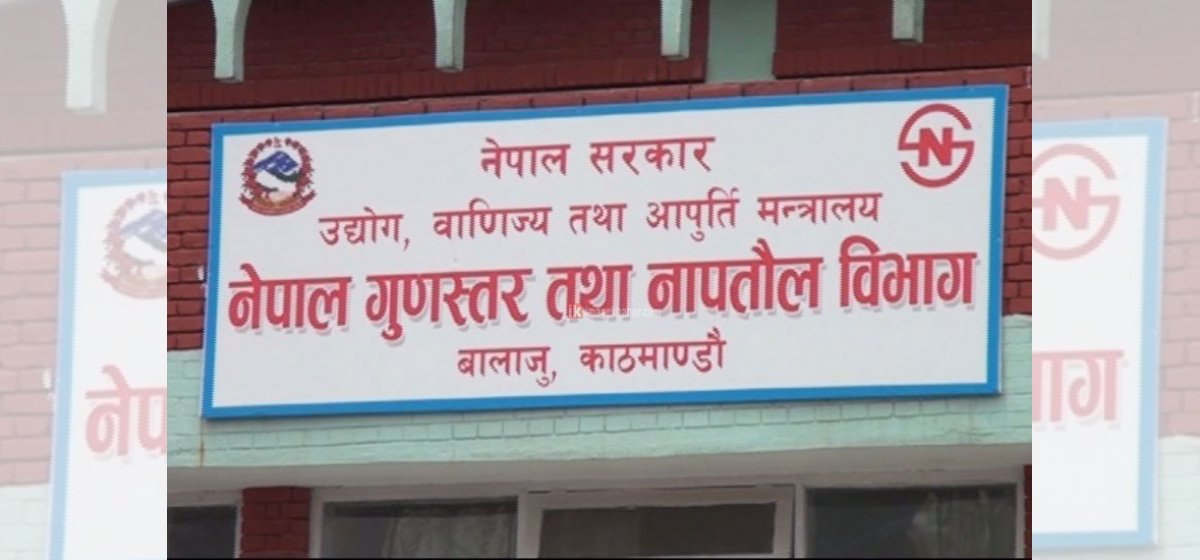 नेपाल सरकार
उद्योग, वाणिज्य तथा आपुर्ति मन्त्रालय
नेपाल गुणस्तर तथा नापतौल विभाग
बालाजु, काठमाण्डौ